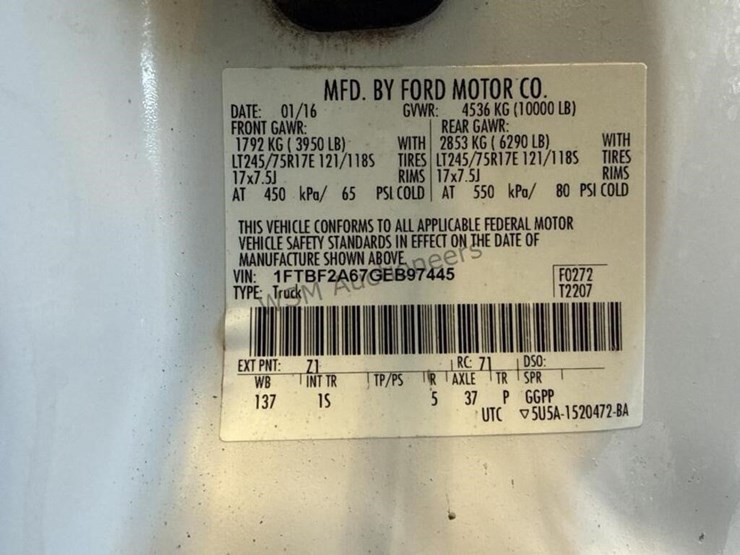 MFD. BY FORD MOTOR CO.
DATE: 01/16 GVWR: 4536 KG (10000 LB)
FRONT GAWR: REAR GAWR:
1792 KG ( 3950 LB) WITH 2853 KG ( 6290 LB) WITH
LT245/75R17E 121/118S TIRES LT245/75R17E 121/118S TIRES
17x7.5J RIMS 17x7.5J RIMS
AT 450 kPa/ 65 PSI COLD AT 550 kPa/ 80 PSI COLD
THIS VEHICLE CONFORMS TO ALL APPLICABLE FEDERAL MOTOR
VEHICLE SAFETY STANDARDS IN EFFECT ON THE DATE OF
MANUFACTURE SHOWN ABOVE.
VIN: 1FTBF2A67GEB97445 F0272
TYPE: Truck T2207
WSM Auctioneers
EXT PNT: Z1 RC: 71 DSO:
WB INT TR TP/PS R AXLE TR SPR
137 1S 5 37 P GGPP
UTC ▽5U5A-1520472-BA